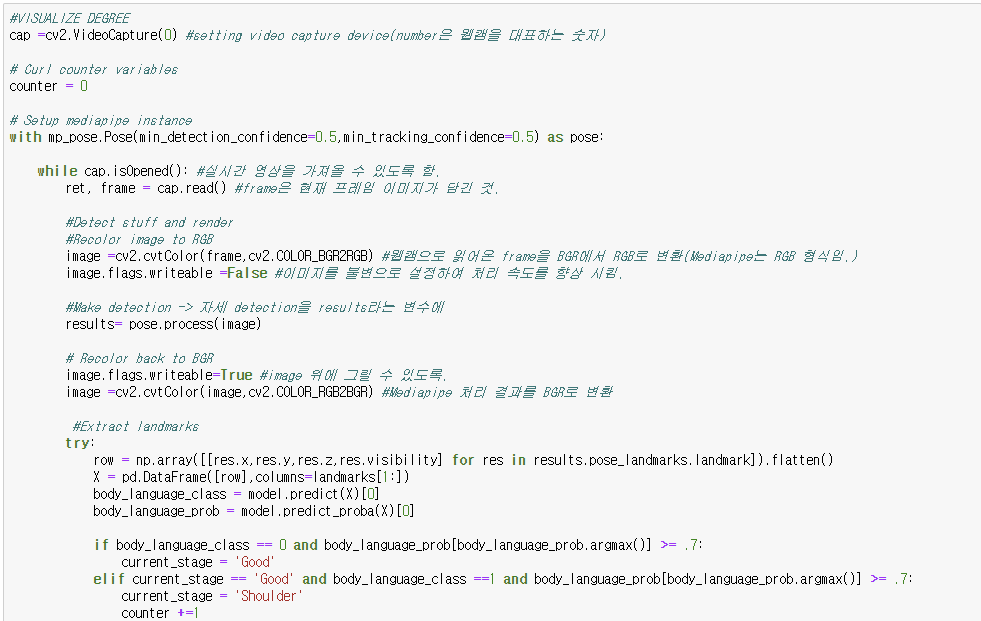 #VISUALIZE DEGREE
cap =cv2.VideoCapture(0) #setting video capture device(number은 웹캠을 대표하는 숫자)
# Curl counter variables
counter = 0
# Setup mediapipe instance
with mp_pose.Pose(min_detection_confidence=0.5,min_tracking_confidence=0.5) as pose:
while cap.isOpened(): #실시간 영상을 가져올 수 있도록 함.
ret, frame = cap.read() #frame은 현재 프레임 이미지가 담긴 것.
#Detect stuff and render
#Recolor image to RGB
image =cv2.cvtColor(frame,cv2.COLOR_BGR2RGB) #웹캠으로 읽어온 frame을 BGR에서 RGB로 변환(Mediapipe는 RGB 형식임.)
image.flags.writeable =False #이미지를 불변으로 설정하여 처리 속도를 향상 시킴.
#Make detection -> 자세 detection을 results라는 변수에
results= pose.process(image)
# Recolor back to BGR
image.flags.writeable=True #image 위에 그릴 수 있도록.
image =cv2.cvtColor(image,cv2.COLOR_RGB2BGR) #Mediapipe 처리 결과를 BGR로 변환
#Extract landmarks
try:
row = np.array([[res.x,res.y,res.z,res.visibility] for res in results.pose_landmarks.landmark]).flatten()
X = pd.DataFrame([row],columns=landmarks[1:])
body_language_class = model.predict(X)[0]
body_language_prob = model.predict_proba(X)[0]
if body_language_class == 0 and body_language_prob[body_language_prob.argmax()] >= .7:
current_stage = 'Good'
elif current_stage == 'Good' and body_language_class ==1 and body_language_prob[body_language_prob.argmax()] >= .7:
current_stage = 'Shoulder'
counter +=1